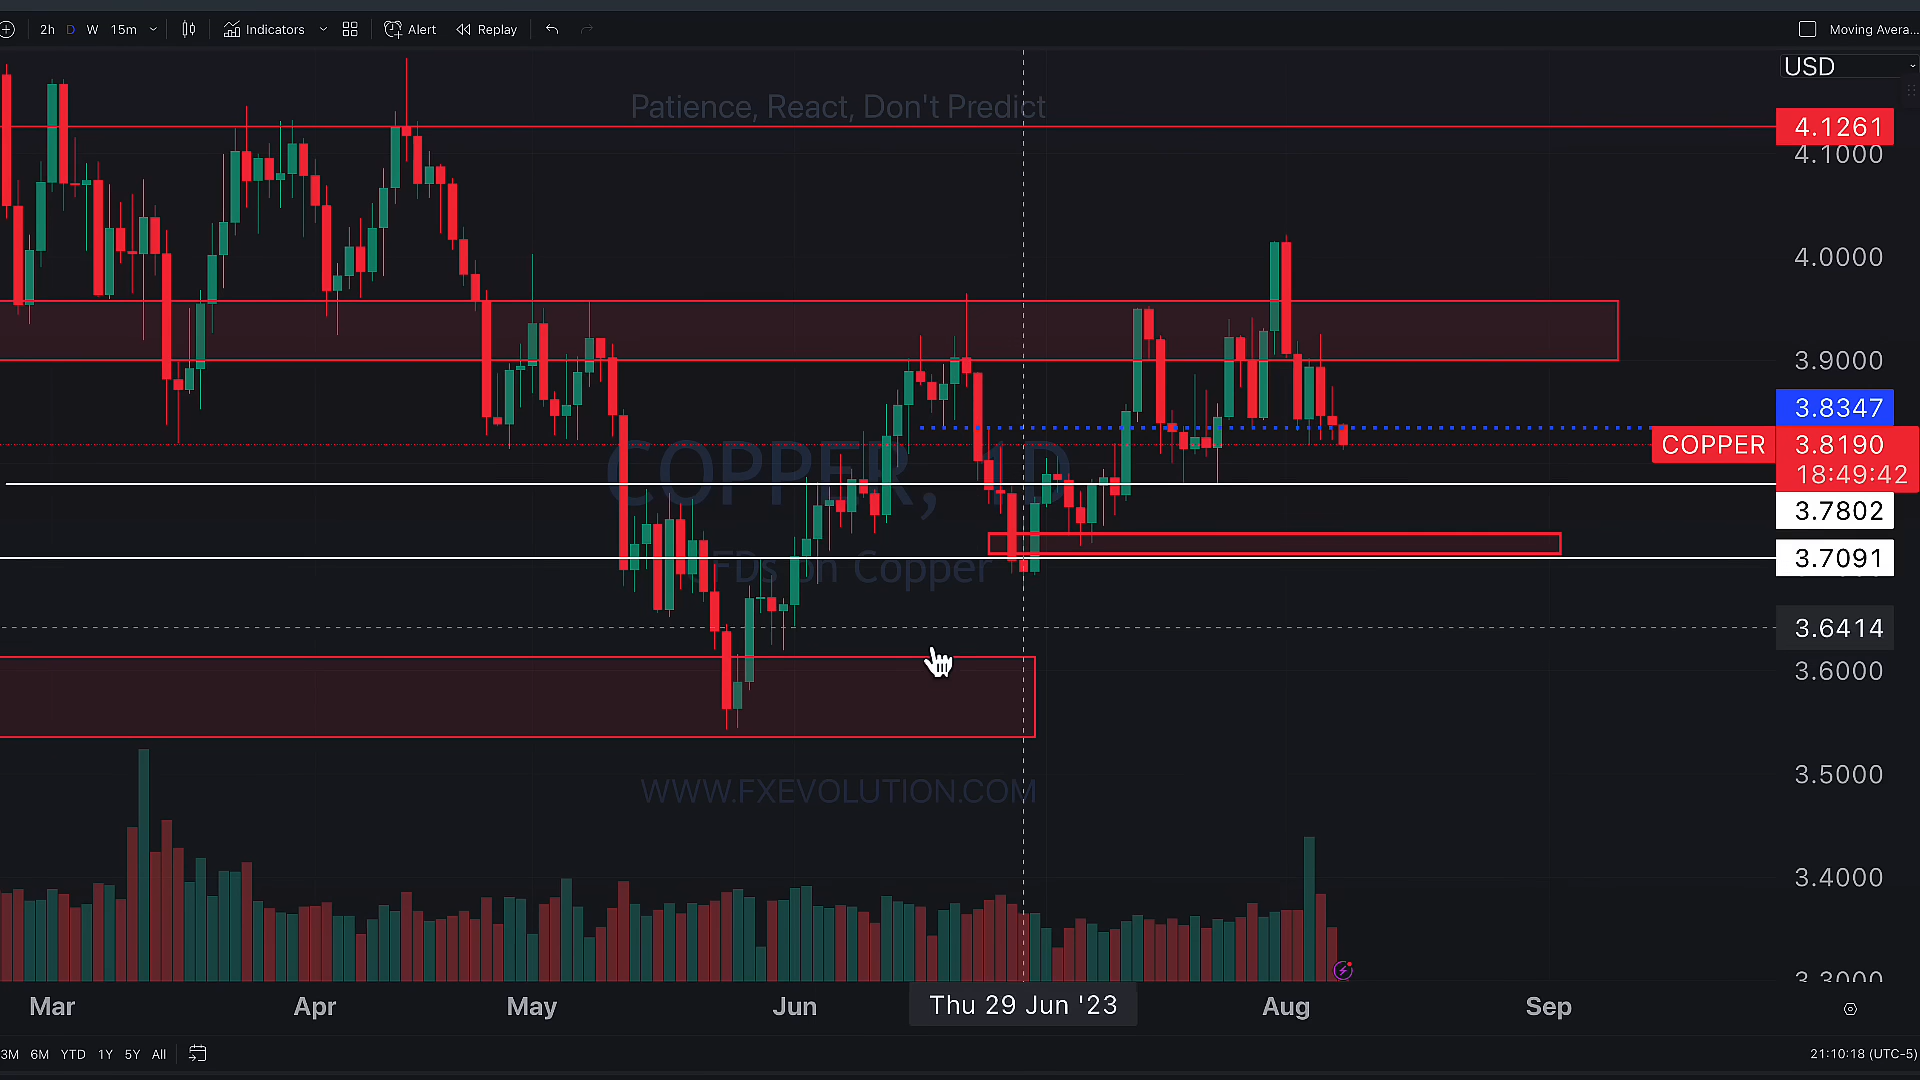 2h D W 15m Indicators Alert Replay Moving Avera...
USD
Patience, React, Don't Predict
4.1261
4.1000
4.0000
3.9000
3.8347
COPPER 3.8190
18:49:42
COPPER, 1D
3.7802
3.7091
CFDs on Copper
3.6414
3.6000
3.5000
WWW.FXEVOLUTION.COM
3.4000
3.3000
Mar Apr May Jun Thu 29 Jun '23 Aug Sep
3M 6M YTD 1Y 5Y All 21:10:18 (UTC-5)